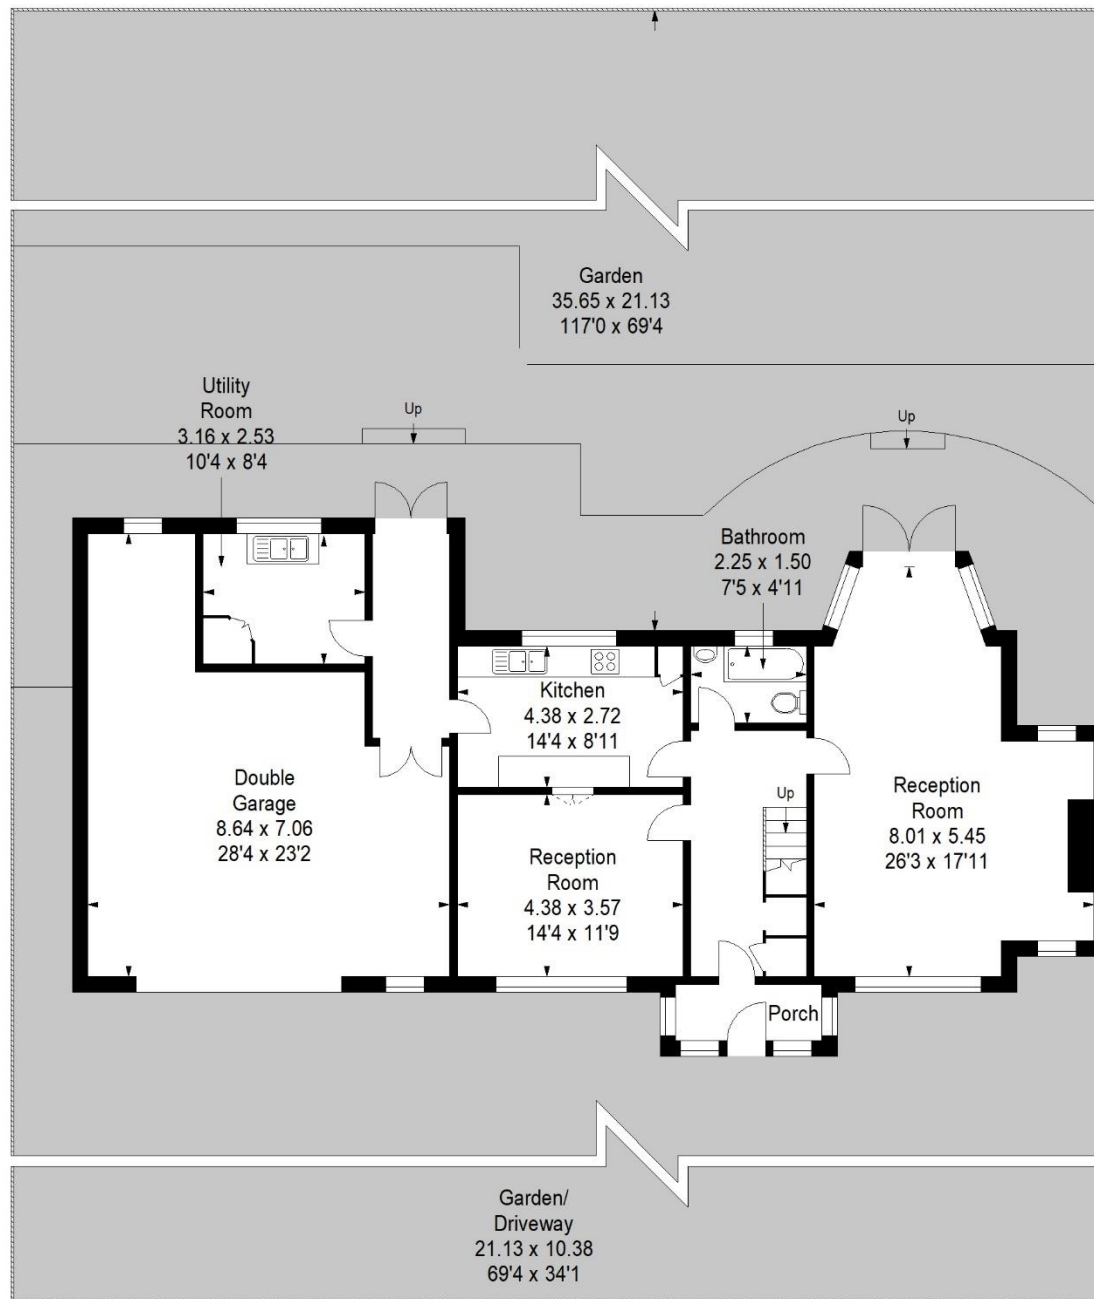 Garden
35.65 x 21.13
117'0 x 69'4
Utility
Room
3.16 x 2.53
10'4 x 8'4
Up
Up
Bathroom
2.25 x 1.50
7'5 x 4'11
Kitchen
4.38 x 2.72
14'4 x 8'11
Double
Garage
8.64 x 7.06
28'4 x 23'2
Reception
Room
4.38 x 3.57
14'4 x 11'9
Up
Reception
Room
8.01 x 5.45
26'3 x 17'11
Porch
Garden/
Driveway
21.13 x 10.38
69'4 x 34'1